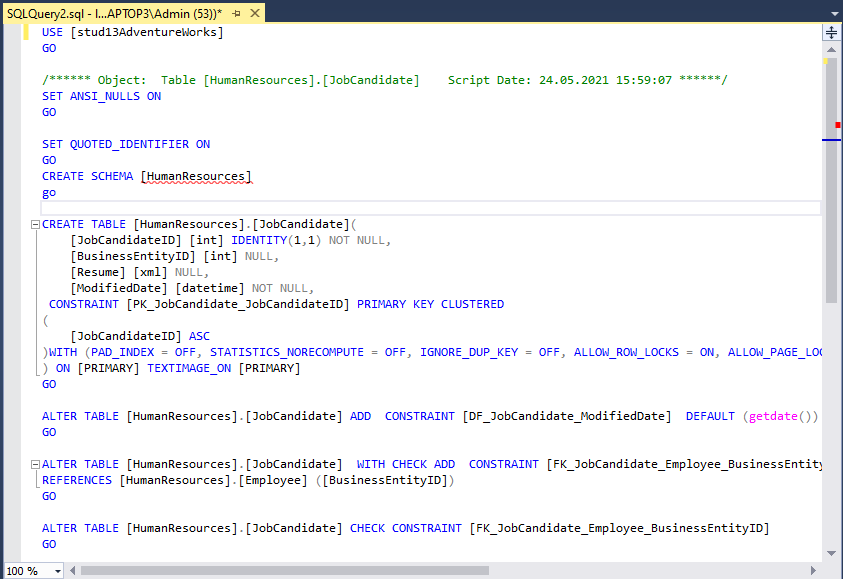 SQLQuery2.sql - l...APTOP3\Admin (53))*
USE [stud13AdventureWorks]
GO
/****** Object:  Table [HumanResources].[JobCandidate]    Script Date: 24.05.2021 15:59:07 ******/
SET ANSI_NULLS ON
GO
SET QUOTED_IDENTIFIER ON
GO
CREATE SCHEMA [HumanResources]
go
CREATE TABLE [HumanResources].[JobCandidate](
    [JobCandidateID] [int] IDENTITY(1,1) NOT NULL,
    [BusinessEntityID] [int] NULL,
    [Resume] [xml] NULL,
    [ModifiedDate] [datetime] NOT NULL,
 CONSTRAINT [PK_JobCandidate_JobCandidateID] PRIMARY KEY CLUSTERED
(
    [JobCandidateID] ASC
)WITH (PAD_INDEX = OFF, STATISTICS_NORECOMPUTE = OFF, IGNORE_DUP_KEY = OFF, ALLOW_ROW_LOCKS = ON, ALLOW_PAGE_LOC
) ON [PRIMARY] TEXTIMAGE_ON [PRIMARY]
GO
ALTER TABLE [HumanResources].[JobCandidate] ADD  CONSTRAINT [DF_JobCandidate_ModifiedDate]  DEFAULT (getdate())
GO
ALTER TABLE [HumanResources].[JobCandidate]  WITH CHECK ADD  CONSTRAINT [FK_JobCandidate_Employee_BusinessEntity
REFERENCES [HumanResources].[Employee] ([BusinessEntityID])
GO
ALTER TABLE [HumanResources].[JobCandidate] CHECK CONSTRAINT [FK_JobCandidate_Employee_BusinessEntityID]
GO
100 %